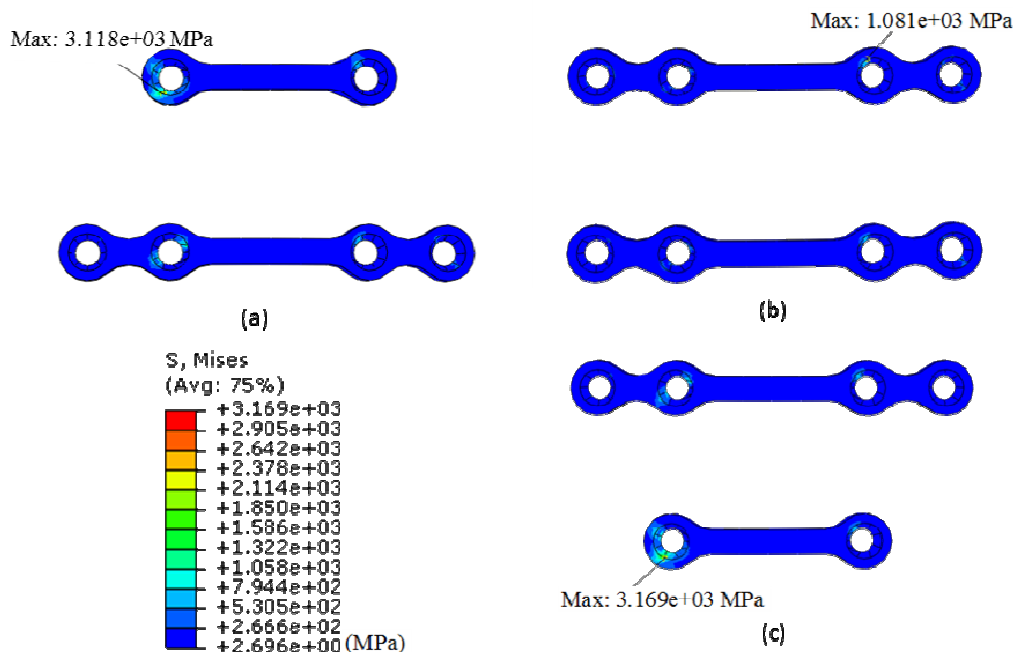 Max: 3.118e+03 MPa
Max: 1.081e+03 MPa
(a)
(b)
S, Mises
(Avg: 75%)
+3.169e+03
+2.905e+03
+2.642e+03
+2.378e+03
+2.114e+03
+1.850e+03
+1.586e+03
+1.322e+03
+1.058e+03
+7.944e+02
+5.305e+02
+2.666e+02
+2.696e+00 (MPa)
Max: 3.169e+03 MPa
(c)